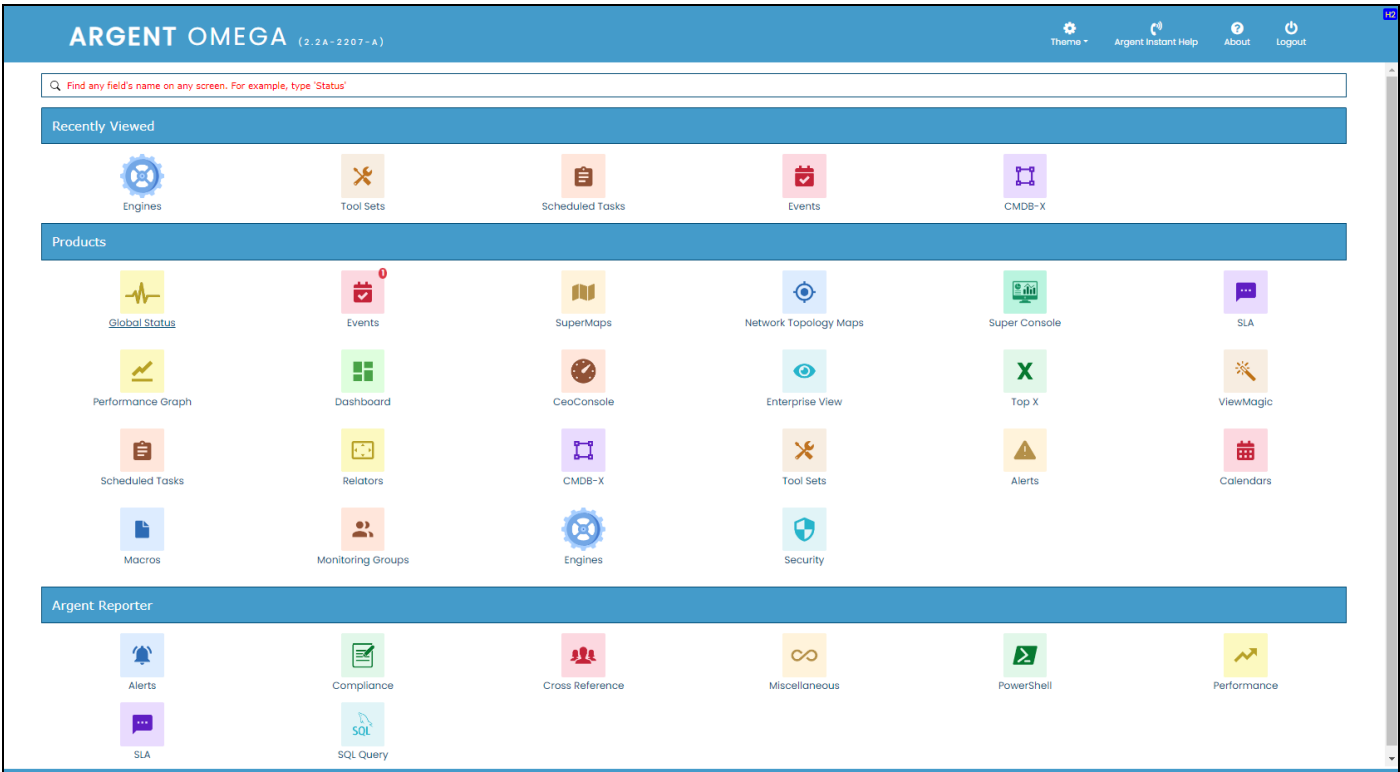 ARGENT OMEGA (2.2A-2207-A)
Theme
Argent Instant Help
About
Logout
H2
Find any field's name on any screen. For example, type 'Status'
Recently Viewed
Engines
Tool Sets
Scheduled Tasks
Events
CMDB-X
Products
1
Global Status
Events
SuperMaps
Network Topology Maps
Super Console
SLA
X
Performance Graph
Dashboard
CeoConsole
Enterprise View
Top X
ViewMagic
Scheduled Tasks
Relators
CMDB-X
Tool Sets
Alerts
Calendars
Macros
Monitoring Groups
Engines
Security
Argent Reporter
Alerts
Compliance
Cross Reference
Miscellaneous
PowerShell
Performance
SQL
SLA
SQL Query